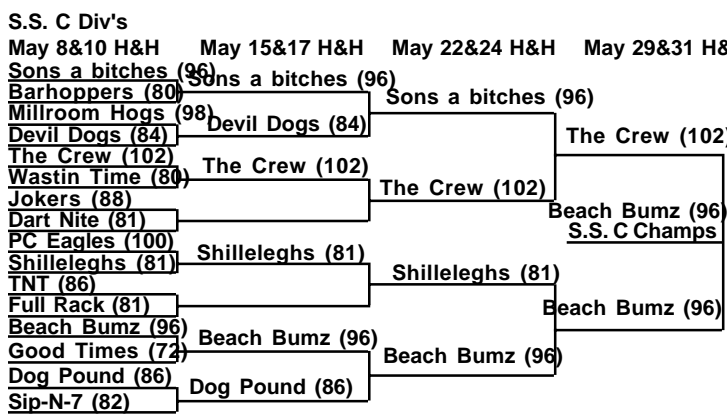 S.S. C Div's
May 8&10 H&H May 15&17 H&H May 22&24 H&H May 29&31 H&
Sons a bitches (96)
Barhoppers (80)
Millroom Hogs (98)
Devil Dogs (84)
The Crew (102)
Wastin Time (80)
Jokers (88)
Dart Nite (81)
PC Eagles (100)
Shilleleghs (81)
TNT (86)
Full Rack (81)
Beach Bumz (96)
Good Times (72)
Dog Pound (86)
Sip-N-7 (82)
Sons a bitches (96)
Devil Dogs (84)
The Crew (102)
Shilleleghs (81)
Beach Bumz (96)
Dog Pound (86)
Sons a bitches (96)
The Crew (102)
Shilleleghs (81)
Beach Bumz (96)
The Crew (102)
Beach Bumz (96)
S.S. C Champs
Beach Bumz (96)